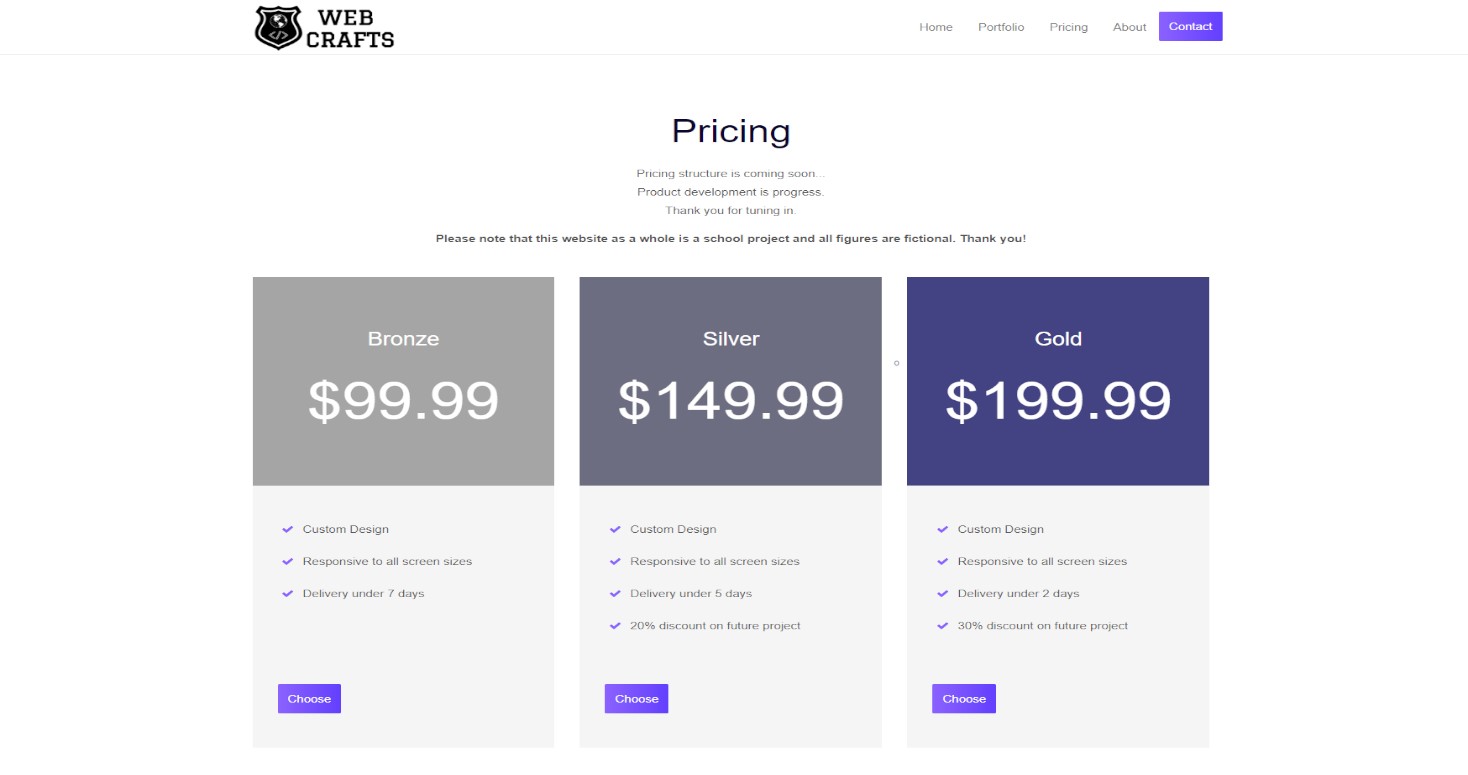 WEB
CRAFTS
Home Portfolio Pricing About Contact
Pricing
Pricing structure is coming soon...
Product development is progress.
Thank you for tuning in.
Please note that this website as a whole is a school project and all figures are fictional. Thank you!
Bronze
$99.99
Custom Design
Responsive to all screen sizes
Delivery under 7 days
Choose
Silver
$149.99
Custom Design
Responsive to all screen sizes
Delivery under 5 days
20% discount on future project
Choose
Gold
$199.99
Custom Design
Responsive to all screen sizes
Delivery under 2 days
30% discount on future project
Choose